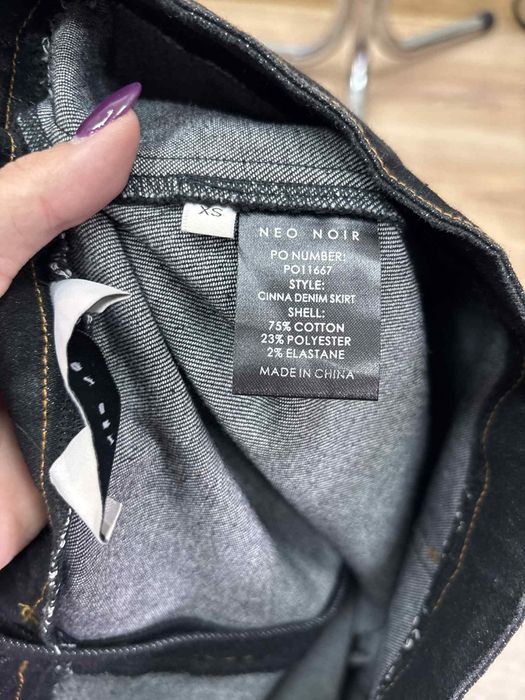 XS
NEO NOIR
PO NUMBER:
PO11667
STYLE:
CINNA DENIM SKIRT
SHELL:
75% COTTON
23% POLYESTER
2% ELASTANE
MADE IN CHINA